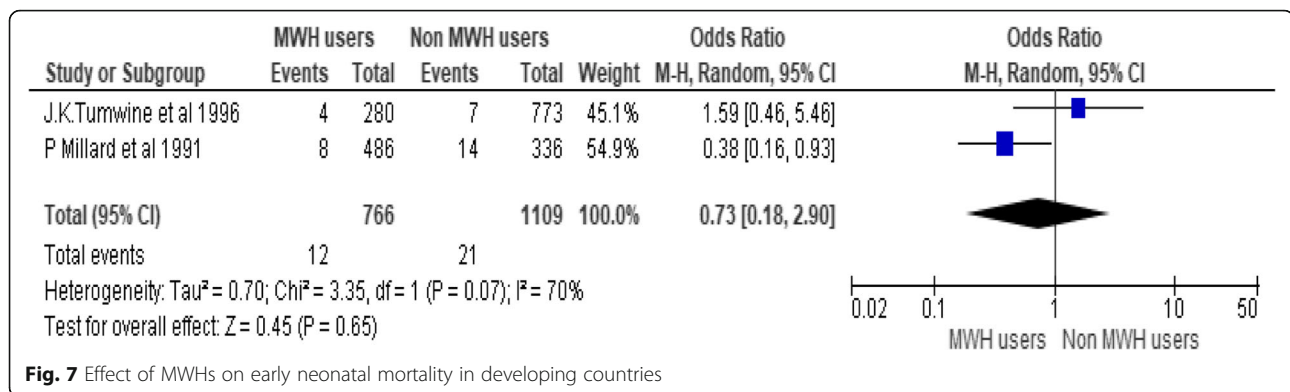 MWH users Non MWH users Odds Ratio Odds Ratio
Study or Subgroup Events Total Events Total Weight M-H, Random, 95% CI M-H, Random, 95% CI
J.K.Tumwine et al 1996 4 280 7 773 45.1% 1.59 [0.46, 5.46]
P Millard et al 1991 8 486 14 336 54.9% 0.38 [0.16, 0.93]
Total (95% CI) 766 1109 100.0% 0.73 [0.18, 2.90]
Total events 12 21
Heterogeneity: Tau² = 0.70; Chi² = 3.35, df = 1 (P = 0.07); I² = 70%
Test for overall effect: Z = 0.45 (P = 0.65)
0.02 0.1 1 10 50
MWH users Non MWH users
Fig. 7 Effect of MWHs on early neonatal mortality in developing countries